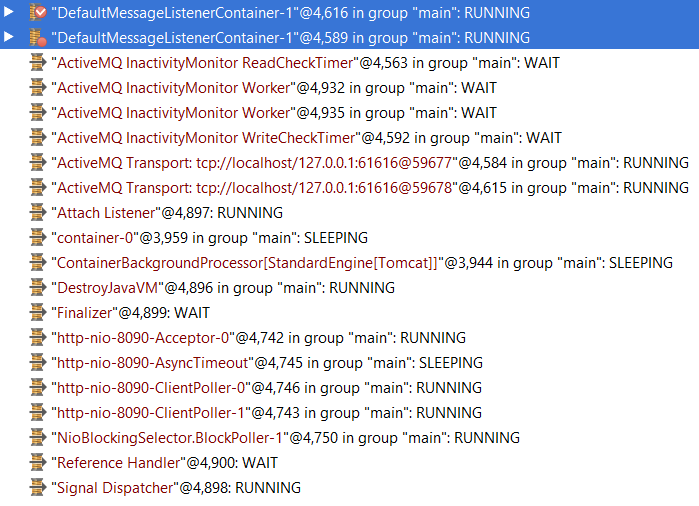 "DefaultMessageListenerContainer-1"@4,616 in group "main": RUNNING
"DefaultMessageListenerContainer-1"@4,589 in group "main": RUNNING
"ActiveMQ InactivityMonitor ReadCheckTimer"@4,563 in group "main": WAIT
"ActiveMQ InactivityMonitor Worker"@4,932 in group "main": WAIT
"ActiveMQ InactivityMonitor Worker"@4,935 in group "main": WAIT
"ActiveMQ InactivityMonitor WriteCheckTimer"@4,592 in group "main": WAIT
"ActiveMQ Transport: tcp://localhost/127.0.0.1:61616@59677"@4,584 in group "main": RUNNING
"ActiveMQ Transport: tcp://localhost/127.0.0.1:61616@59678"@4,615 in group "main": RUNNING
"Attach Listener"@4,897: RUNNING
"container-0"@3,959 in group "main": SLEEPING
"ContainerBackgroundProcessor[StandardEngine[Tomcat]]"@3,944 in group "main": SLEEPING
"DestroyJavaVM"@4,896 in group "main": RUNNING
"Finalizer"@4,899: WAIT
"http-nio-8090-Acceptor-0"@4,742 in group "main": RUNNING
"http-nio-8090-AsyncTimeout"@4,745 in group "main": SLEEPING
"http-nio-8090-ClientPoller-0"@4,746 in group "main": RUNNING
"http-nio-8090-ClientPoller-1"@4,743 in group "main": RUNNING
"NioBlockingSelector.BlockPoller-1"@4,750 in group "main": RUNNING
"Reference Handler"@4,900: WAIT
"Signal Dispatcher"@4,898: RUNNING